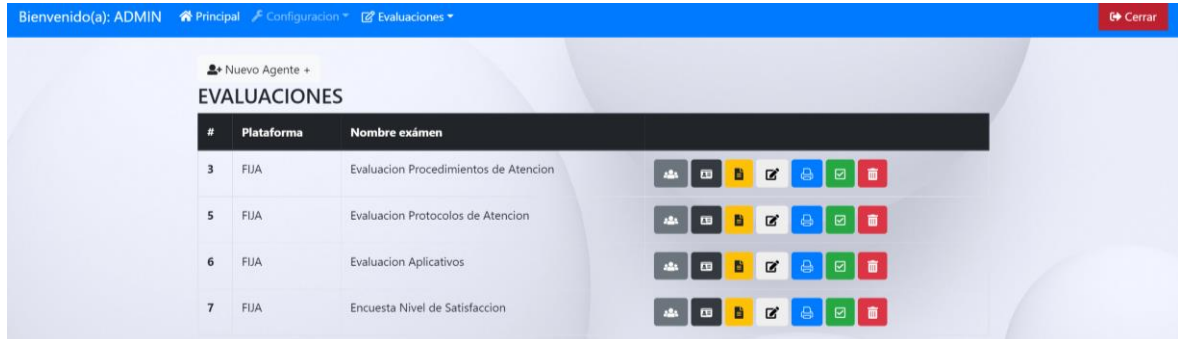 Bienvenido(a): ADMIN Principal Configuracion Evaluaciones Cerrar
Nuevo Agente +
EVALUACIONES
# Plataforma Nombre exámen
3 FIJA Evaluacion Procedimientos de Atencion
5 FIJA Evaluacion Protocolos de Atencion
6 FIJA Evaluacion Aplicativos
7 FIJA Encuesta Nivel de Satisfaccion